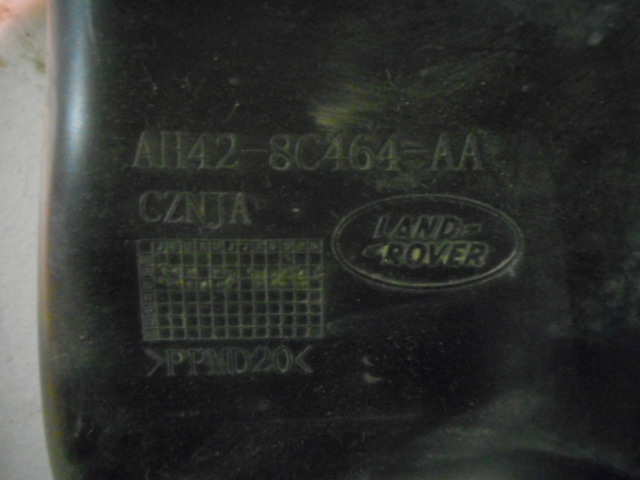 AH42-8C464-AA
CZNJA
LAND-
-ROVER
>PPMD20<